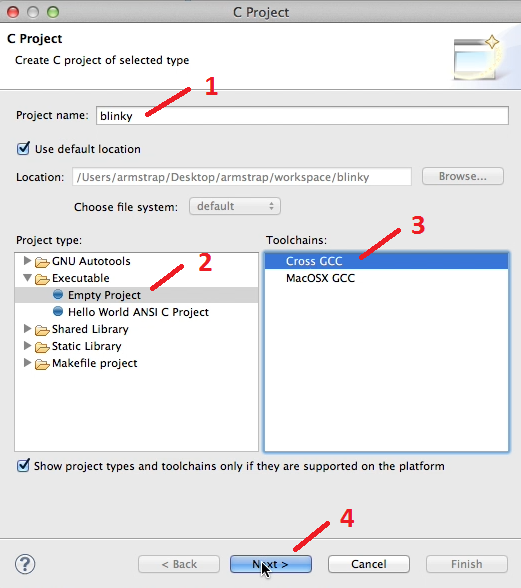 C Project
C Project
Create C project of selected type
1
Project name: blinky
Use default location
Location: /Users/armstrap/Desktop/armstrap/workspace/blinky Browse...
Choose file system: default
3
Project type: Toolchains:
2
GNU Autotools
Executable
Empty Project
Hello World ANSI C Project
Shared Library
Static Library
Makefile project
Cross GCC
MacOSX GCC
Show project types and toolchains only if they are supported on the platform
4
? < Back Next > Cancel Finish